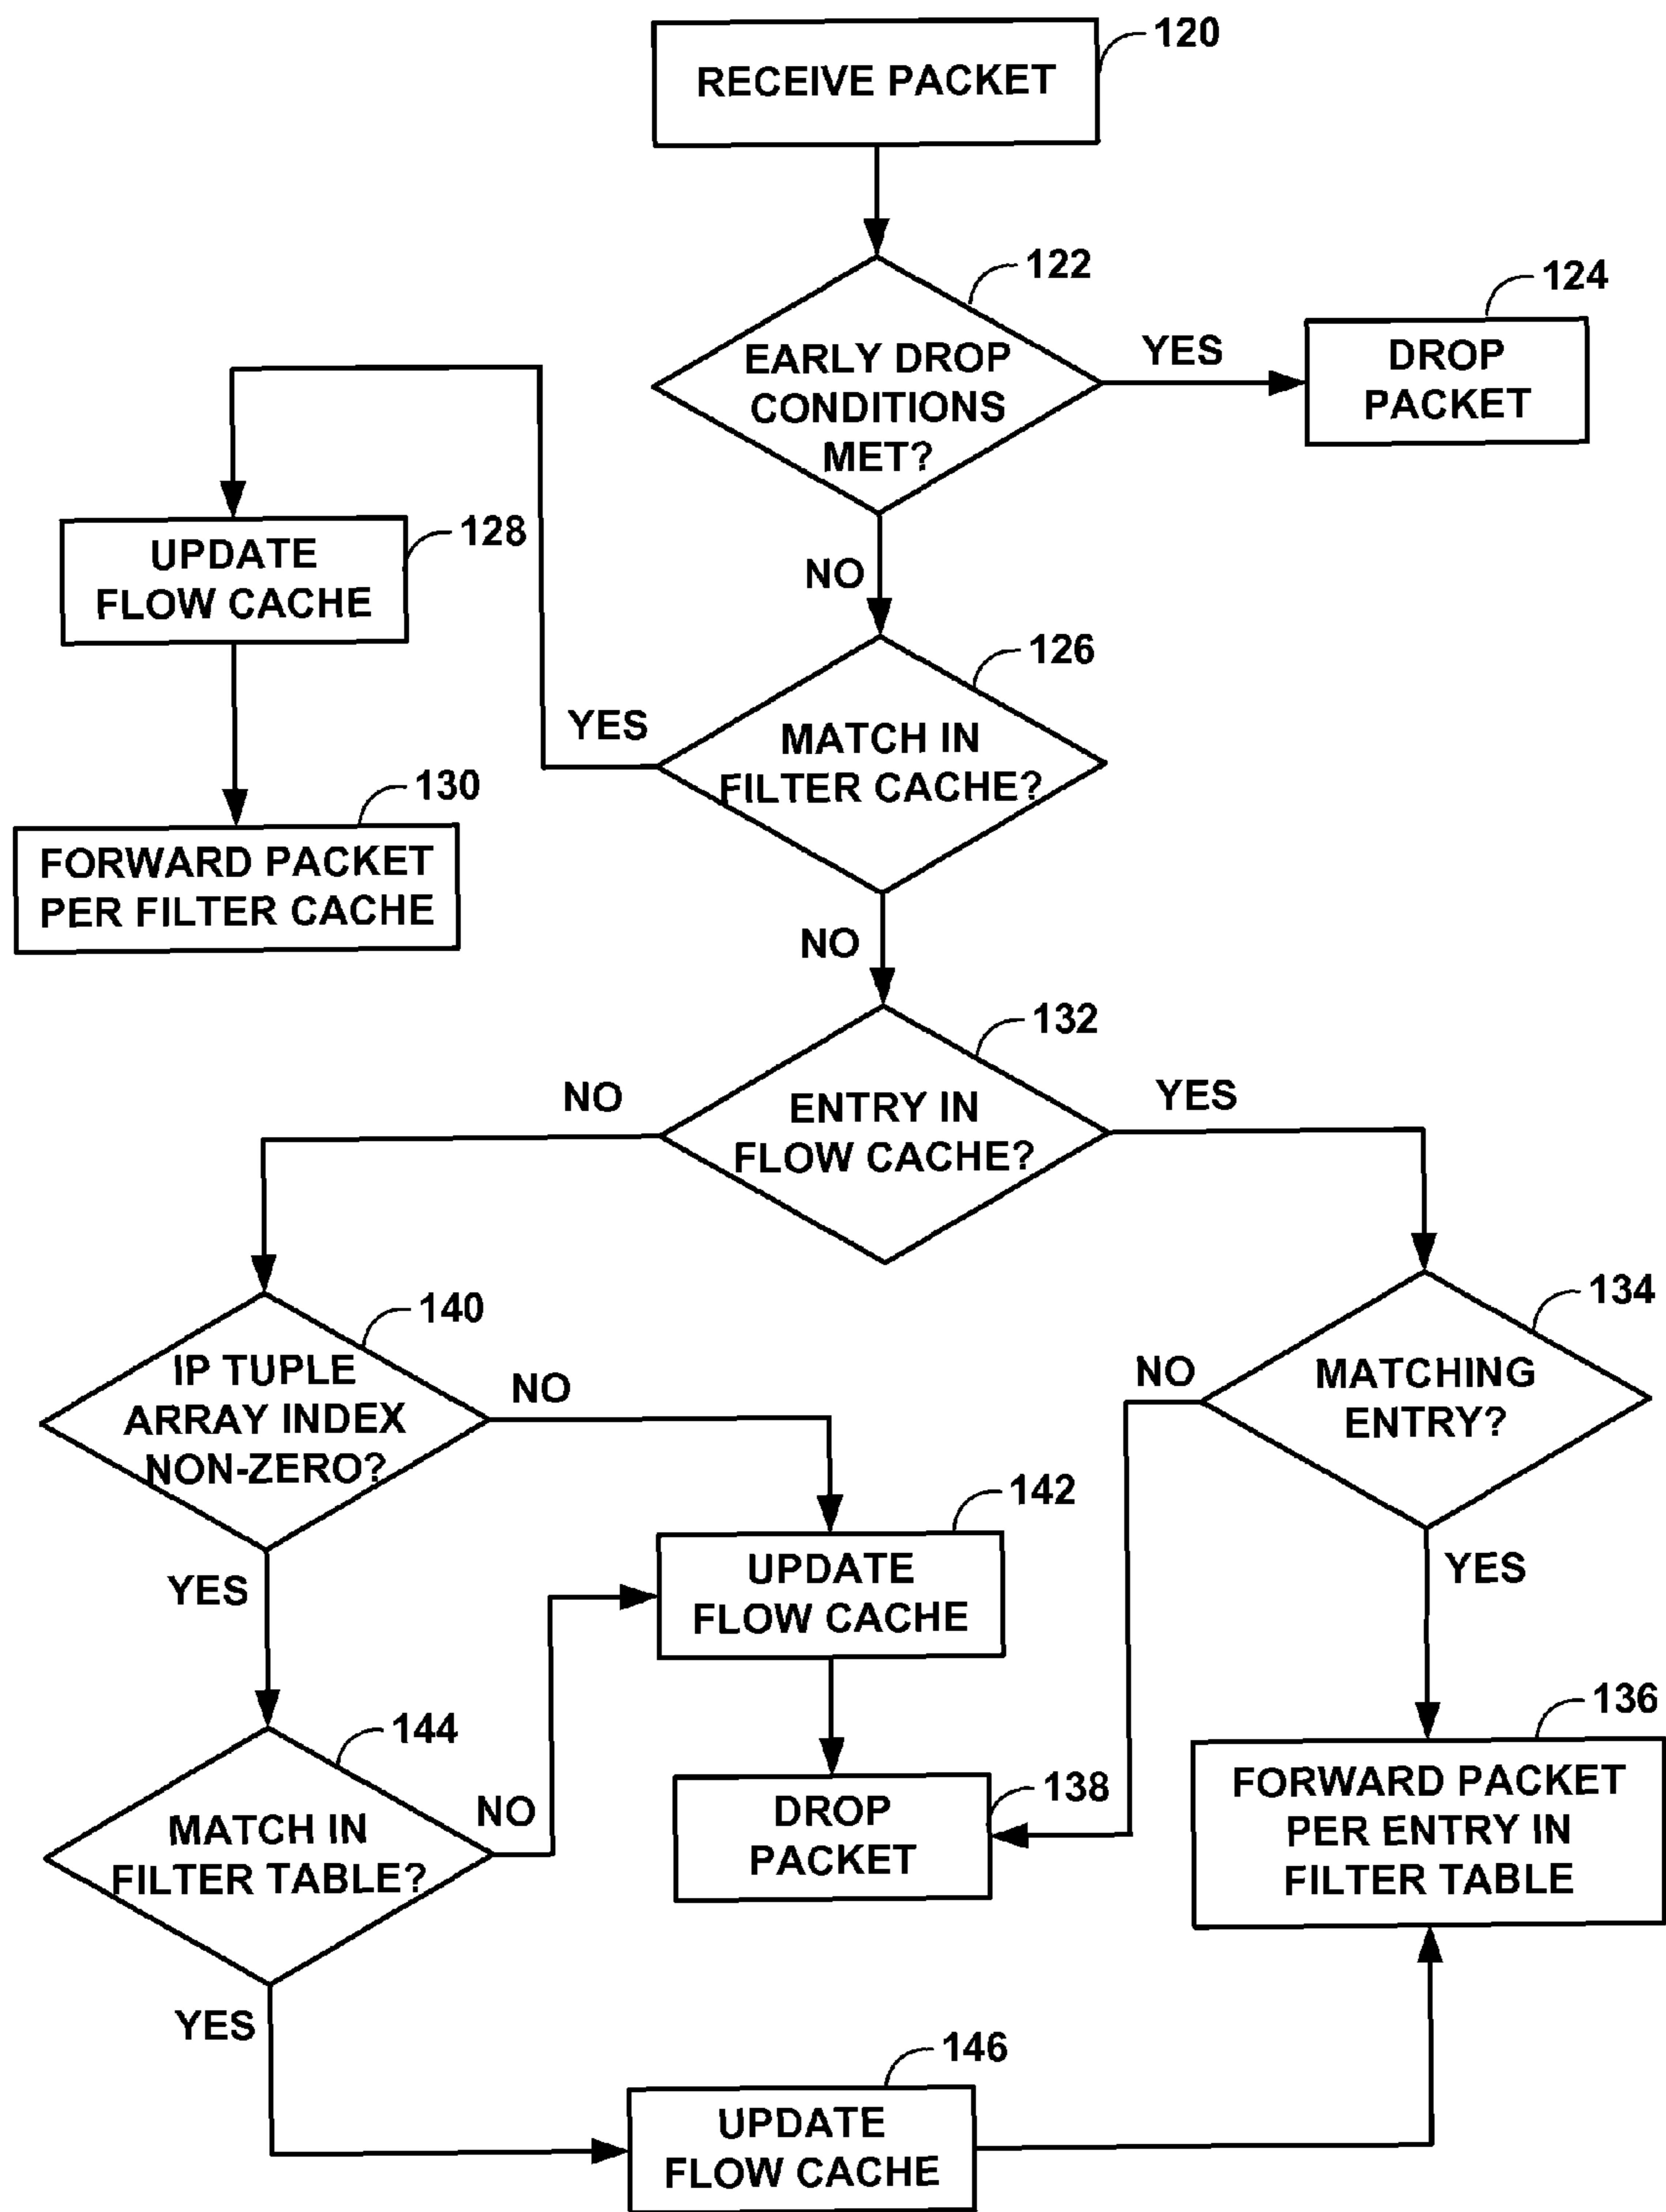 120
RECEIVE PACKET
122
EARLY DROP
CONDITIONS
MET?
YES
124
DROP
PACKET
NO
128
UPDATE
FLOW CACHE
126
MATCH IN
FILTER CACHE?
YES
130
FORWARD PACKET
PER FILTER CACHE
NO
132
ENTRY IN
FLOW CACHE?
NO
YES
140
IP TUPLE
ARRAY INDEX
NON-ZERO?
NO
134
MATCHING
ENTRY?
NO
142
UPDATE
FLOW CACHE
YES
YES
144
MATCH IN
FILTER TABLE?
NO
138
DROP
PACKET
136
FORWARD PACKET
PER ENTRY IN
FILTER TABLE
YES
146
UPDATE
FLOW CACHE